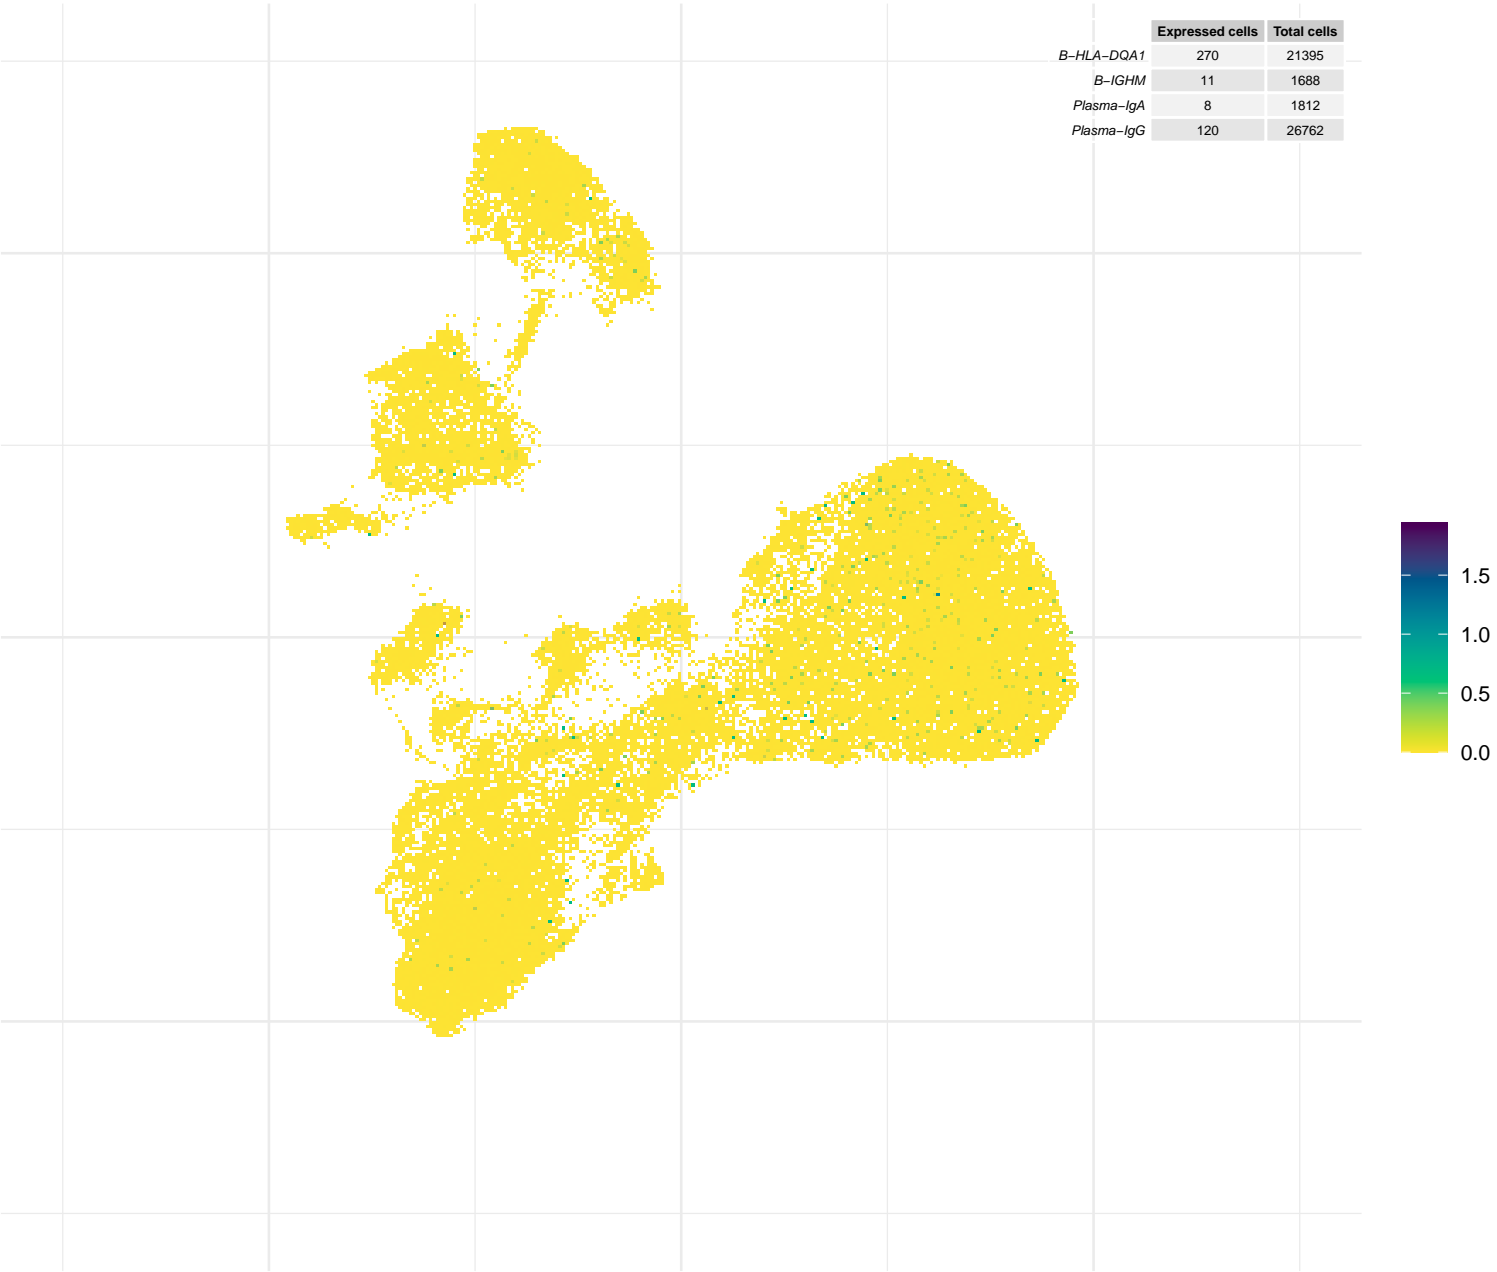 Expressed cells Total cells
B−HLA−DQA1 270 21395
B−IGHM 11 1688
Plasma−IgA 8 1812
Plasma−IgG 120 26762
1.5
1.0
0.5
0.0